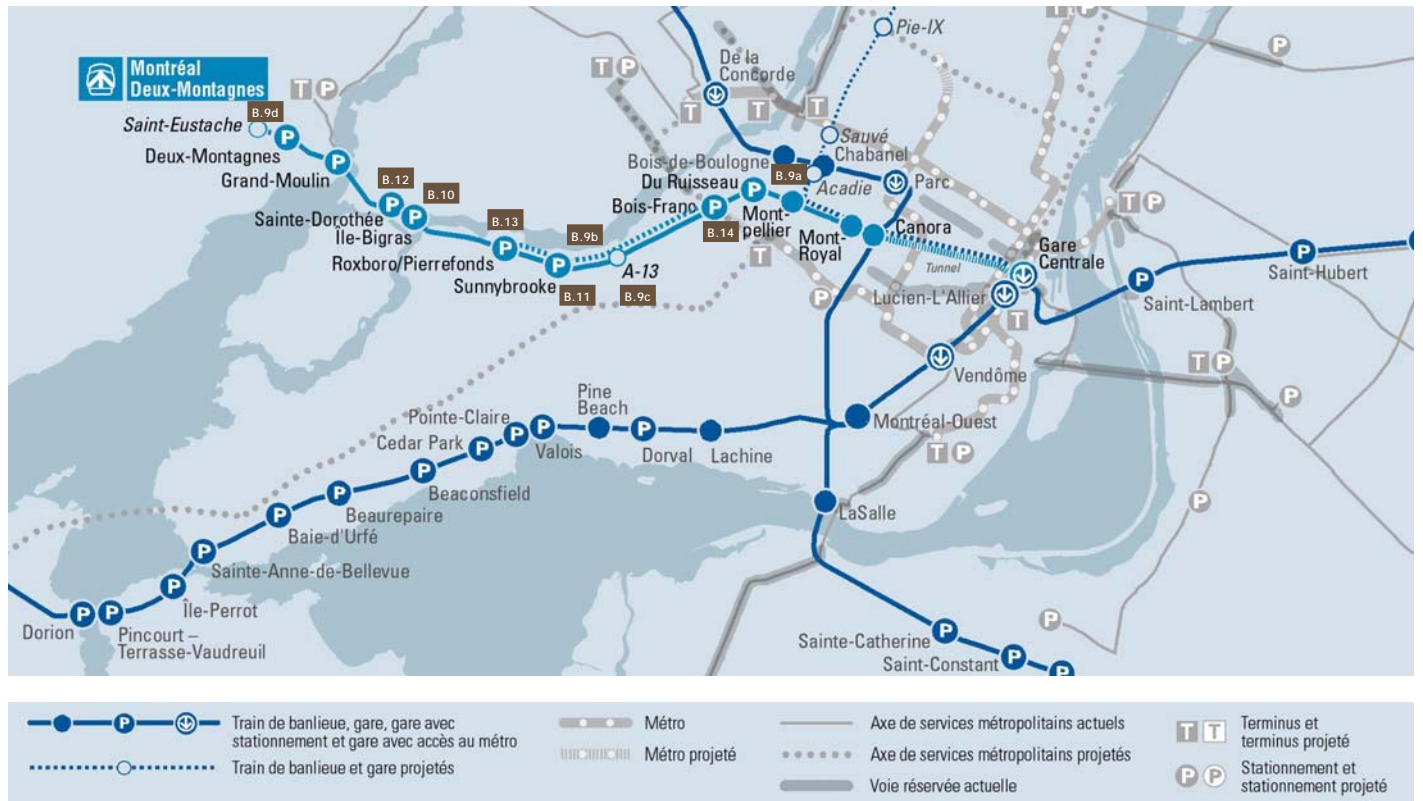 Montréal
Deux-Montagnes
B.9d
Saint-Eustache
Deux-Montagnes
Grand-Moulin
B.12
B.10
Sainte-Dorothée
Île-Bigras
B.13
Roxboro/Pierrefonds
B.9b
Sunnybrooke
B.11
A-13
B.9c
T P
T P
De la
Concorde
T
T
T
Pie-IX
T P
Sauvé
Bois-de-Boulogne
Chabanel
B.9a
Acadie
Parc
Du Ruisseau
Bois-Franc
B.14
Mont-
pellier
Mont-
Royal
Canora
Tunnel
Gare
Centrale
T P
T
P
Lucien-L'Allier
T
Saint-Lambert
Saint-Hubert
P
P
T P
P
Vendôme
Montréal-Ouest
T P
P
Pine
Beach
Pointe-Claire
Cedar Park
Valois
Dorval
Lachine
Beaconsfield
Beaurepaire
Baie-d'Urfé
Sainte-Anne-de-Bellevue
Île-Perrot
Dorion
Pincourt –
Terrasse-Vaudreuil
LaSalle
Sainte-Catherine
Saint-Constant
P
Train de banlieue, gare, gare avec
stationnement et gare avec accès au métro
Train de banlieue et gare projetés
Métro
Métro projeté
Axe de services métropolitains actuels
Axe de services métropolitains projetés
Voie réservée actuelle
T T
Terminus et
terminus projeté
P P
Stationnement et
stationnement projeté